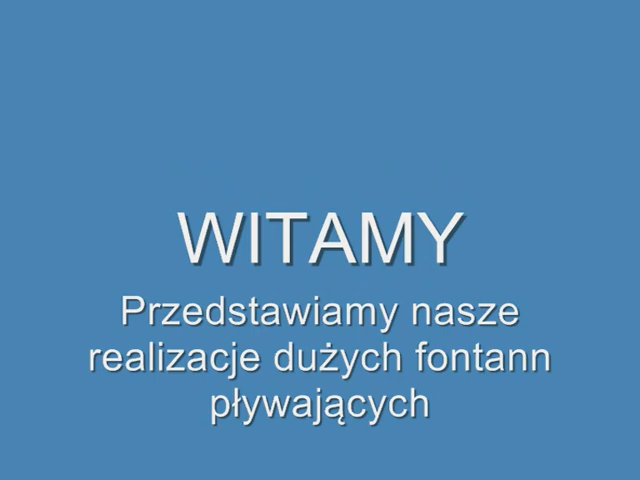 WITAMY
Przedstawiamy nasze
realizacje dużych fontann
pływających